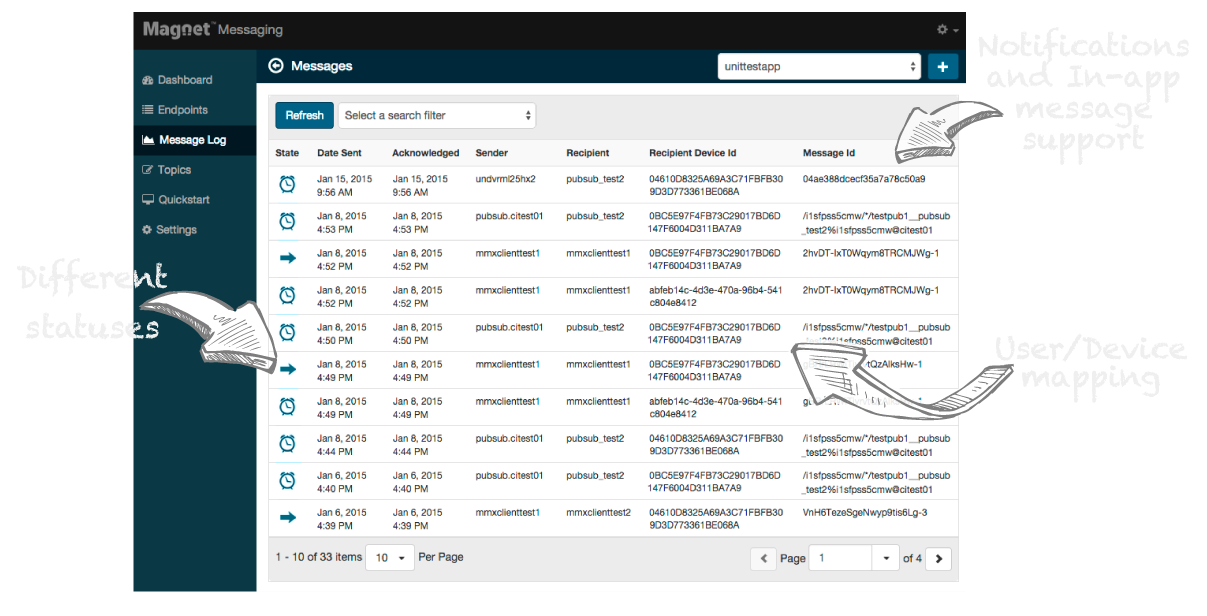 Magnet™ Messaging
Notifications
and In-app
message
support
Messages
unittestapp
+
Dashboard
Endpoints
Message Log
Topics
Quickstart
Settings
Different
statuses
User/Device
mapping
Refresh
Select a search filter
State Date Sent Acknowledged Sender Recipient Recipient Device Id Message Id
Jan 15, 2015 Jan 15, 2015 undvrml25hx2 pubsub_test2 04610D8325A69A3C71FBFB30 04ae388dcecf35a7a78c50a9
9:56 AM 9:56 AM 9D3D773361BE068A
Jan 8, 2015 Jan 8, 2015 pubsub.citest01 pubsub_test2 0BC5E97F4FB73C29017BD6D /i1sfpss5cmw/*/testpub1__pubsub
4:53 PM 4:53 PM 147F6004D311BA7A9 _test2%i1sfpss5cmw@citest01
Jan 8, 2015 Jan 8, 2015 mmxclienttest1 mmxclienttest1 0BC5E97F4FB73C29017BD6D 2hvDT-IxT0Wqym8TRCMJWg-1
4:52 PM 4:52 PM 147F6004D311BA7A9
Jan 8, 2015 Jan 8, 2015 mmxclienttest1 mmxclienttest1 abfeb14c-4d3e-470a-96b4-541 2hvDT-IxT0Wqym8TRCMJWg-1
4:52 PM 4:52 PM c804e8412
Jan 8, 2015 Jan 8, 2015 pubsub.citest01 pubsub_test2 0BC5E97F4FB73C29017BD6D /i1sfpss5cmw/*/testpub1__pubsub
4:50 PM 4:50 PM 147F6004D311BA7A9
Jan 8, 2015 Jan 8, 2015 mmxclienttest1 mmxclienttest1 0BC5E97F4FB73C29017BD6D
4:49 PM 4:49 PM 147F6004D311BA7A9
Jan 8, 2015 Jan 8, 2015 mmxclienttest1 mmxclienttest1 abfeb14c-4d3e-470a-96b4-541
4:49 PM 4:49 PM c804e8412
Jan 8, 2015 Jan 8, 2015 pubsub.citest01 pubsub_test2 04610D8325A69A3C71FBFB30 /i1sfpss5cmw/*/testpub1__pubsub
4:44 PM 4:44 PM 9D3D773361BE068A _test2%i1sfpss5cmw@citest01
Jan 6, 2015 Jan 6, 2015 pubsub.citest01 pubsub_test2 0BC5E97F4FB73C29017BD6D /i1sfpss5cmw/*/testpub1__pubsub
4:40 PM 4:40 PM 147F6004D311BA7A9 _test2%i1sfpss5cmw@citest01
Jan 6, 2015 Jan 6, 2015 mmxclienttest1 mmxclienttest2 04610D8325A69A3C71FBFB30 VnH6TezeSgeNwyp9tis6Lg-3
4:39 PM 4:39 PM 9D3D773361BE068A
1 - 10 of 33 items 10 Per Page Page 1 of 4